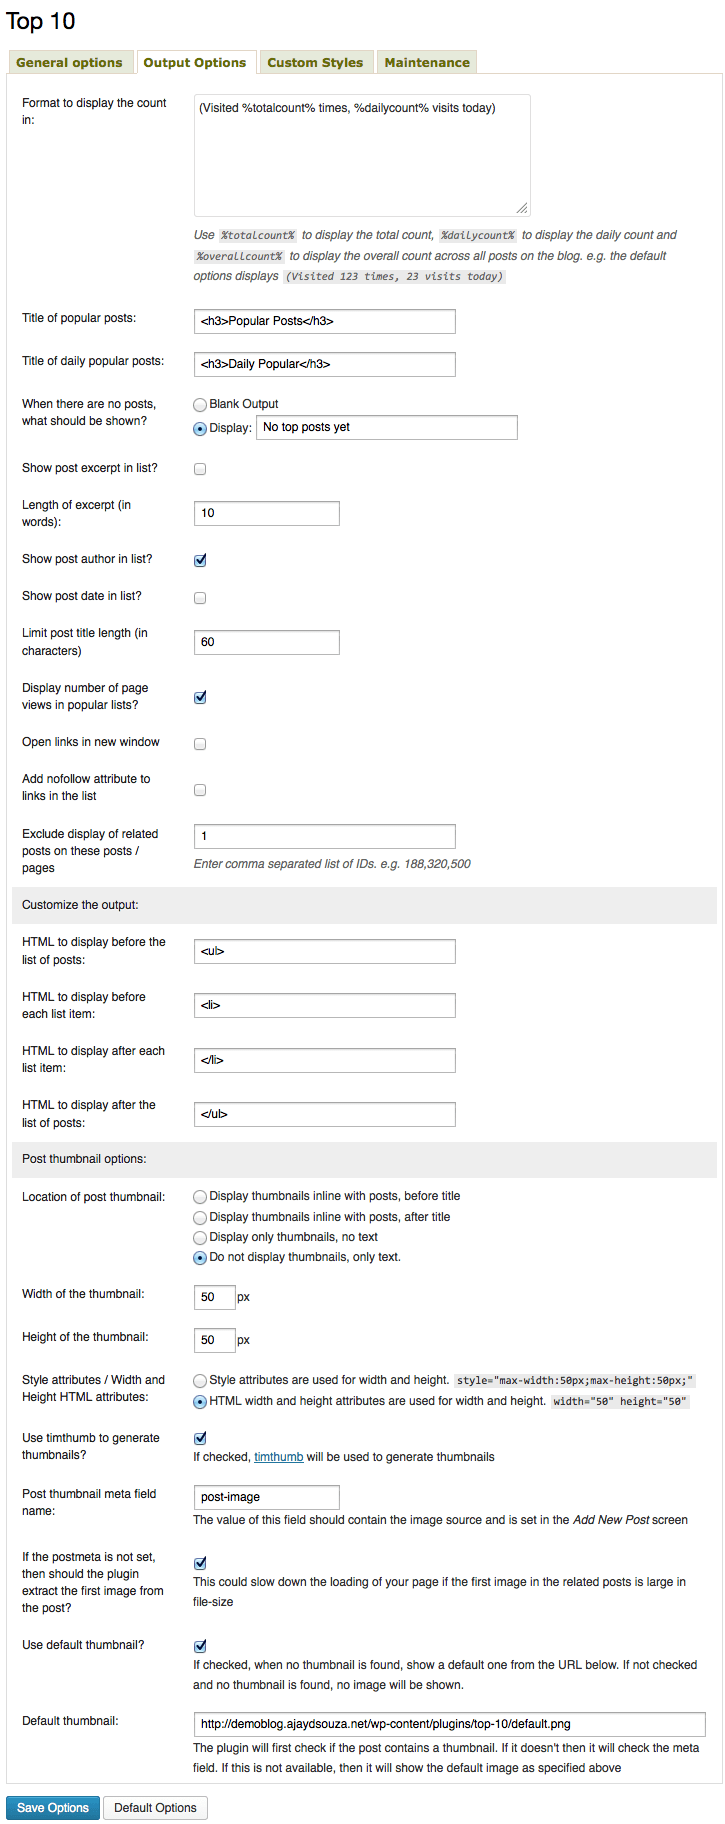 Top 10
General options
Output Options
Custom Styles
Maintenance
Format to display the count
in:
(Visited %totalcount% times, %dailycount% visits today)
Use %totalcount% to display the total count, %dailycount% to display the daily count and
%overallcount% to display the overall count across all posts on the blog. e.g. the default
options displays (Visited 123 times, 23 visits today)
Title of popular posts:
<h3>Popular Posts</h3>
Title of daily popular posts:
<h3>Daily Popular</h3>
When there are no posts,
what should be shown?
Blank Output
Display: No top posts yet
Show post excerpt in list?
Length of excerpt (in
words):
10
Show post author in list?
Show post date in list?
Limit post title length (in
characters)
60
Display number of page
views in popular lists?
Open links in new window
Add nofollow attribute to
links in the list
Exclude display of related
posts on these posts /
pages
1
Enter comma separated list of IDs. e.g. 188,320,500
Customize the output:
HTML to display before the
list of posts:
<ul>
HTML to display before
each list item:
<li>
HTML to display after each
list item:
</li>
HTML to display after the
list of posts:
</ul>
Post thumbnail options:
Location of post thumbnail:
Display thumbnails inline with posts, before title
Display thumbnails inline with posts, after title
Display only thumbnails, no text
Do not display thumbnails, only text.
Width of the thumbnail:
50 px
Height of the thumbnail:
50 px
Style attributes / Width and
Height HTML attributes:
Style attributes are used for width and height. style="max-width:50px;max-height:50px;"
HTML width and height attributes are used for width and height. width="50" height="50"
Use timthumb to generate
thumbnails?
If checked, timthumb will be used to generate thumbnails
Post thumbnail meta field
name:
post-image
The value of this field should contain the image source and is set in the Add New Post screen
If the postmeta is not set,
then should the plugin
extract the first image from
the post?
This could slow down the loading of your page if the first image in the related posts is large in
file-size
Use default thumbnail?
If checked, when no thumbnail is found, show a default one from the URL below. If not checked
and no thumbnail is found, no image will be shown.
Default thumbnail:
http://demoblog.ajaydsouza.net/wp-content/plugins/top-10/default.png
The plugin will first check if the post contains a thumbnail. If it doesn't then it will check the meta
field. If this is not available, then it will show the default image as specified above
Save Options
Default Options